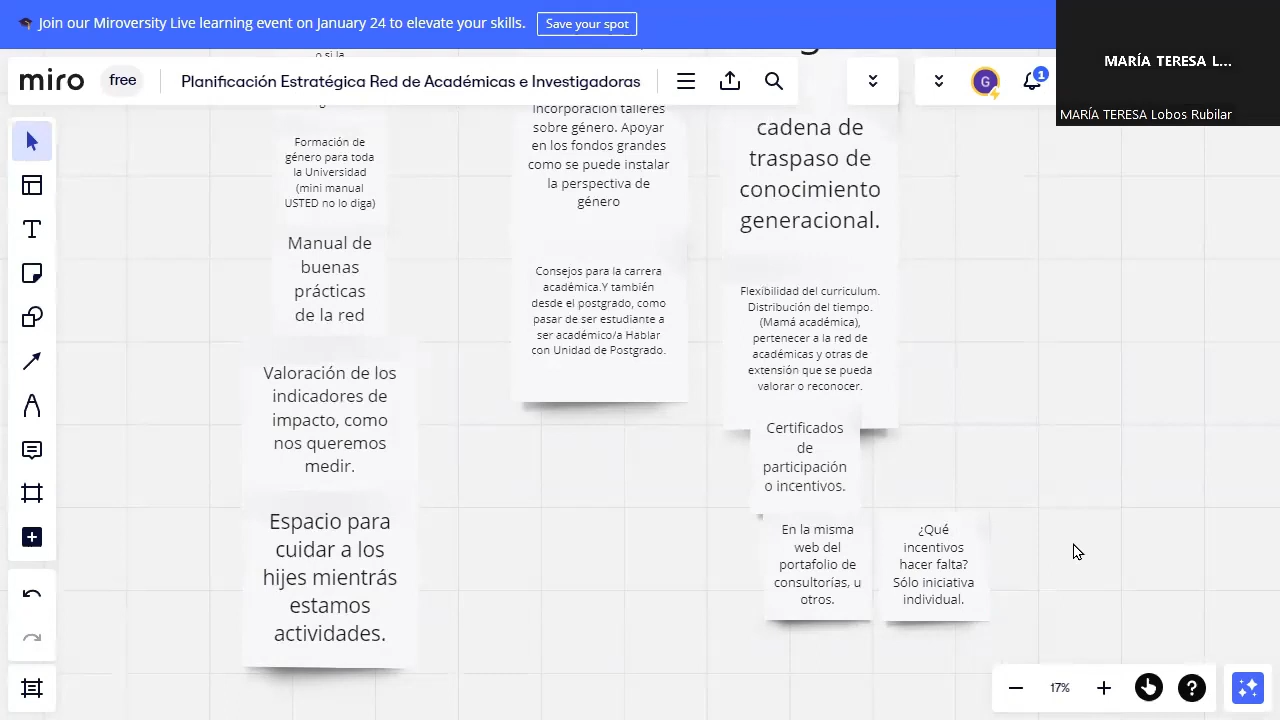 Join our Miroversity Live learning event on January 24 to elevate your skills.
Save your spot
MARÍA TERESA L...
MARÍA TERESA Lobos Rubilar
miro
free
Planificación Estratégica Red de Académicas e Investigadoras
G
1
o si la
Formación de
género para toda
la Universidad
(mini manual
USTED no lo diga)
Manual de
buenas
prácticas
de la red
Valoración de los
indicadores de
impacto, como
nos queremos
medir.
Espacio para
cuidar a los
hijes mientrás
estamos
actividades.
Incorporación talleres
sobre género. Apoyar
en los fondos grandes
como se puede instalar
la perspectiva de
género
Consejos para la carrera
académica.Y también
desde el postgrado, como
pasar de ser estudiante a
ser académico/a Hablar
con Unidad de Postgrado.
cadena de
traspaso de
conocimiento
generacional.
Flexibilidad del curriculum.
Distribución del tiempo.
(Mamá académica),
pertenecer a la red de
académicas y otras de
extensión que se pueda
valorar o reconocer.
Certificados
de
participación
o incentivos.
En la misma
web del
portafolio de
consultorías, u
otros.
¿Qué
incentivos
hacer falta?
Sólo iniciativa
individual.
17%